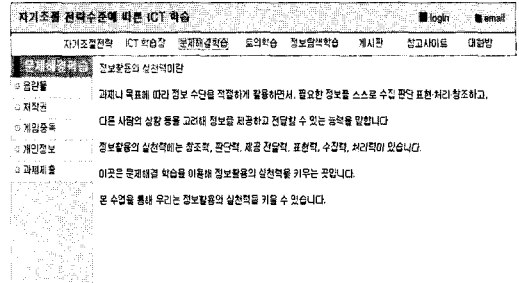 자기조절 전략수준에 따른 ICT 학습
login
email
자기조절전략 ICT 학습장 문제해결학습 토의학습 정보탐색학습 게시판 참고사이트 대화방
문제해결학습
음란물
저작권
게임중독
개인정보
과제제출
정보활용의 실천력이란
과제나 목표에 따라 정보 수단을 적절하게 활용하면서, 필요한 정보를 스스로 수집 판단 표현·처리·창조하고,
다른 사람의 상황 등을 고려해 정보를 제공하고 전달할 수 있는 능력을 말합니다
정보활용의 실천력에는 창조력, 판단력, 제공 전달력, 표현력, 수집력, 처리력이 있습니다.
이곳은 문제해결 학습을 이용해 정보활용의 실천력을 키우는 곳입니다.
본 수업을 통해 우리는 정보활용의 실천력을 키울 수 있습니다.